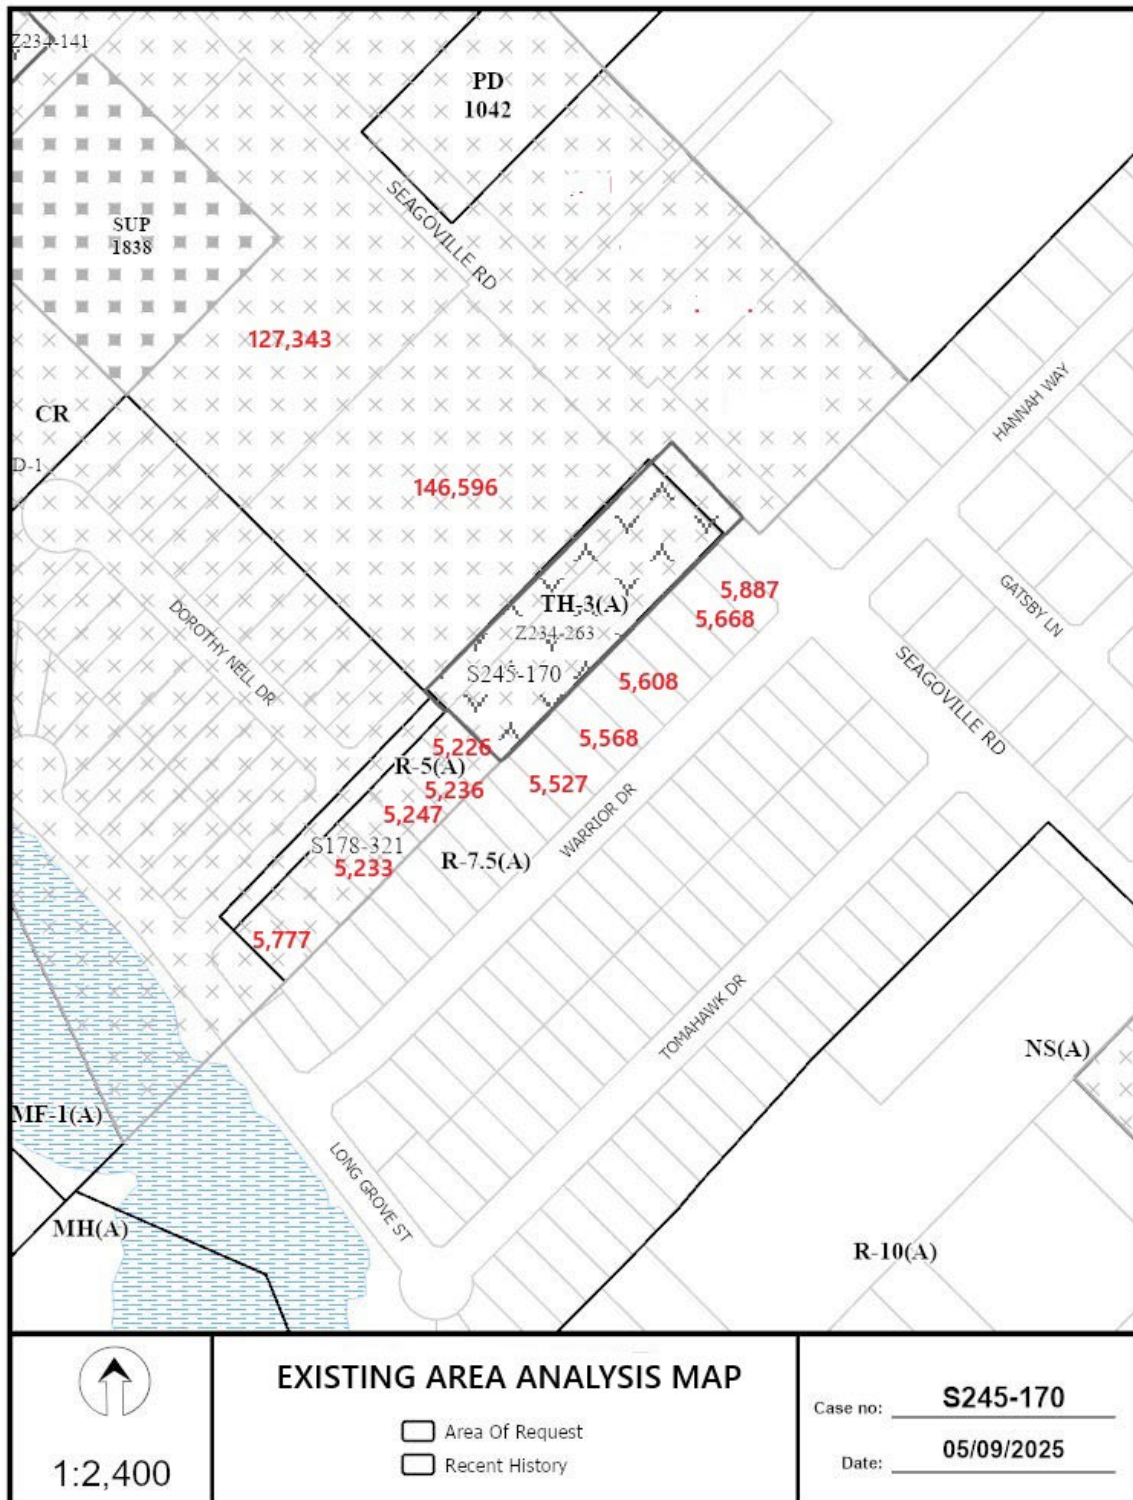 Z234-141
PD
1042
SEAGOVILLE RD
SUP
1838
127,343
HANNAH WAY
CR
D-1
146,596
GATSBY LN
5,887
TH-3(A)
5,668
Z234-263
DOROTHY NELL DR
S245-170
5,608
SEAGOVILLE RD
5,568
5,226
R-5(A)
5,236
5,527
5,247
WARRIOR DR
S178-321
R-7.5(A)
5,233
5,777
TOMAHAWK DR
NS(A)
MF-1(A)
LONG GROVE ST
MH(A)
R-10(A)
1:2,400
EXISTING AREA ANALYSIS MAP
Area Of Request
Recent History
Case no: S245-170
Date: 05/09/2025